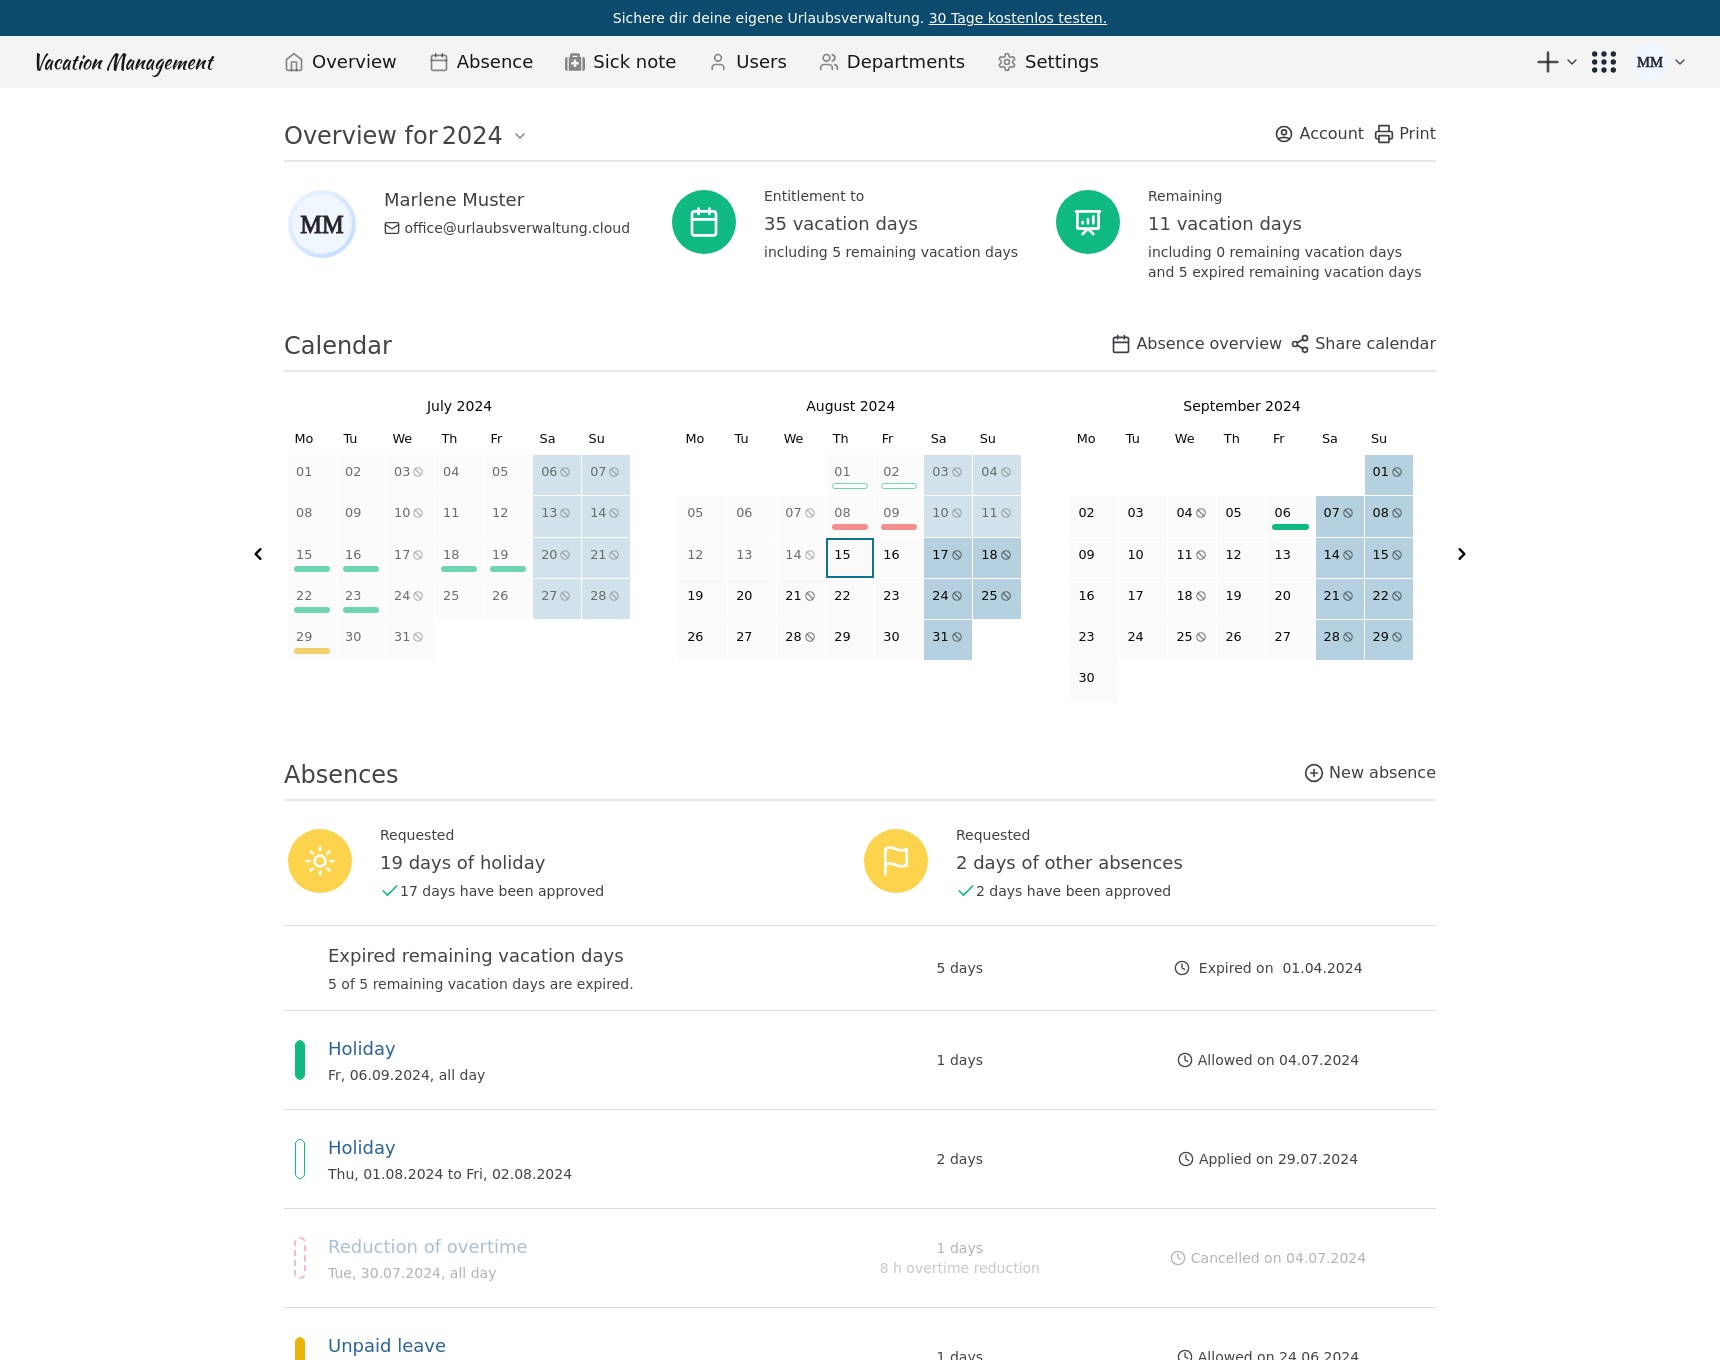 Sichere dir deine eigene Urlaubsverwaltung. 30 Tage kostenlos testen.
Vacation Management Overview Absence Sick note Users Departments Settings MM
Overview for 2024 Account Print
MM
Marlene Muster
office@urlaubsverwaltung.cloud
Entitlement to
35 vacation days
including 5 remaining vacation days
Remaining
11 vacation days
including 0 remaining vacation days
and 5 expired remaining vacation days
Calendar Absence overview Share calendar
July 2024
Mo Tu We Th Fr Sa Su
01 02 03 04 05 06 07
08 09 10 11 12 13 14
15 16 17 18 19 20 21
22 23 24 25 26 27 28
29 30 31
August 2024
Mo Tu We Th Fr Sa Su
01 02 03 04
05 06 07 08 09 10 11
12 13 14 15 16 17 18
19 20 21 22 23 24 25
26 27 28 29 30 31
September 2024
Mo Tu We Th Fr Sa Su
01
02 03 04 05 06 07 08
09 10 11 12 13 14 15
16 17 18 19 20 21 22
23 24 25 26 27 28 29
30
Absences New absence
Requested
19 days of holiday
17 days have been approved
Requested
2 days of other absences
2 days have been approved
Expired remaining vacation days
5 of 5 remaining vacation days are expired.
5 days
Expired on 01.04.2024
Holiday
Fr, 06.09.2024, all day
1 days
Allowed on 04.07.2024
Holiday
Thu, 01.08.2024 to Fri, 02.08.2024
2 days
Applied on 29.07.2024
Reduction of overtime
Tue, 30.07.2024, all day
1 days
8 h overtime reduction
Cancelled on 04.07.2024
Unpaid leave
1 days
Allowed on 24.06.2024